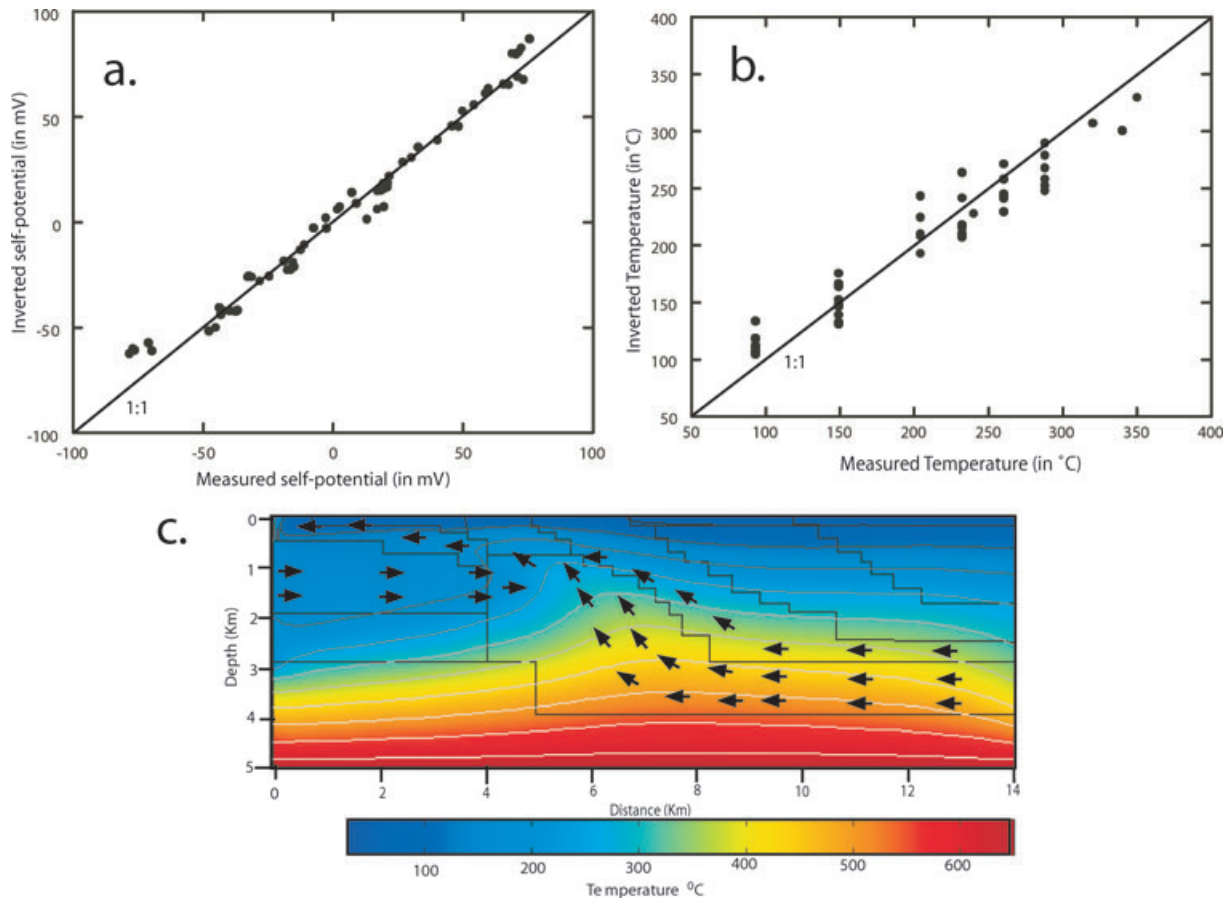 a.
100
50
0
-50
-100
Inverted self-potential (in mV)
1:1
-100 -50 0 50 100
Measured self-potential (in mV)
b.
400
350
300
250
200
150
100
50
Inverted Temperature (in˚C)
1:1
50 100 150 200 250 300 350 400
Measured Temperature (in ˚C)
c.
0
1
2
3
4
5
Depth (Km)
0 2 4 6 8 10 12 14
Distance (Km)
100 200 300 400 500 600
Te mperature ⁰C